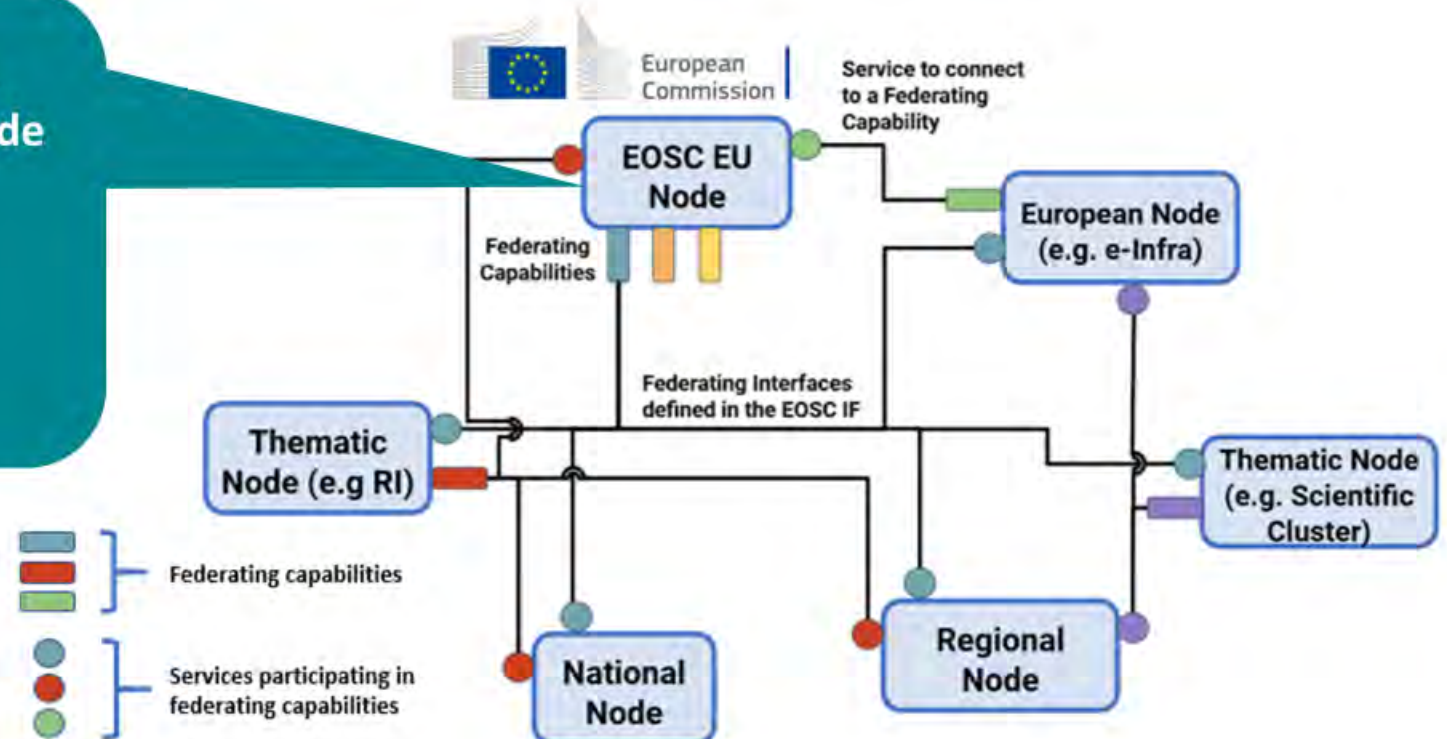 de
European
Commission
Service to connect
to a Federating
Capability
EOSC EU
Node
European Node
(e.g. e-Infra)
Federating
Capabilities
Federating Interfaces
defined in the EOSC IF
Thematic
Node (e.g RI)
Thematic Node
(e.g. Scientific
Cluster)
Federating capabilities
Services participating in
federating capabilities
National
Node
Regional
Node